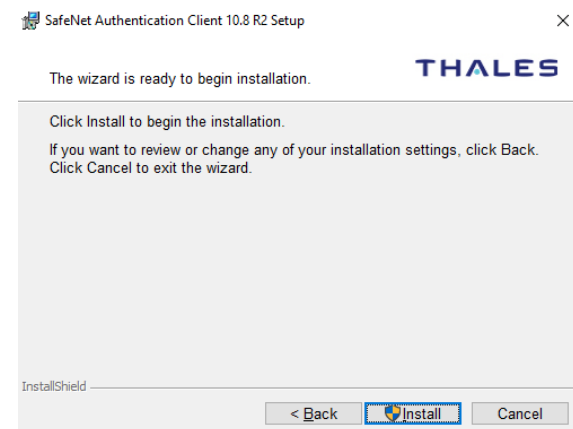 SafeNet Authentication Client 10.8 R2 Setup
The wizard is ready to begin installation.
THALES
Click Install to begin the installation.
If you want to review or change any of your installation settings, click Back.
Click Cancel to exit the wizard.
InstallShield
< Back
Install
Cancel